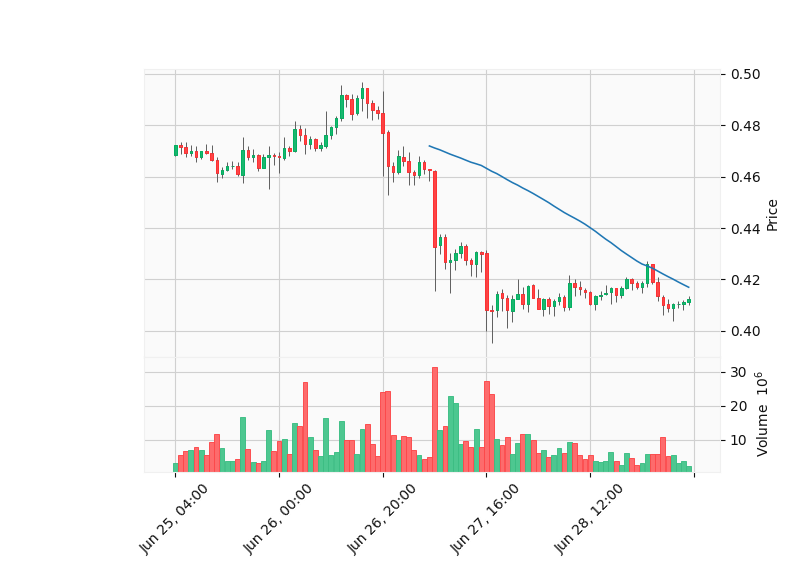 0.50
0.48
0.46
0.44
0.42
0.40
Price
30
20
10
Volume 10^6
Jun 25, 04:00
Jun 26, 00:00
Jun 26, 20:00
Jun 27, 16:00
Jun 28, 12:00